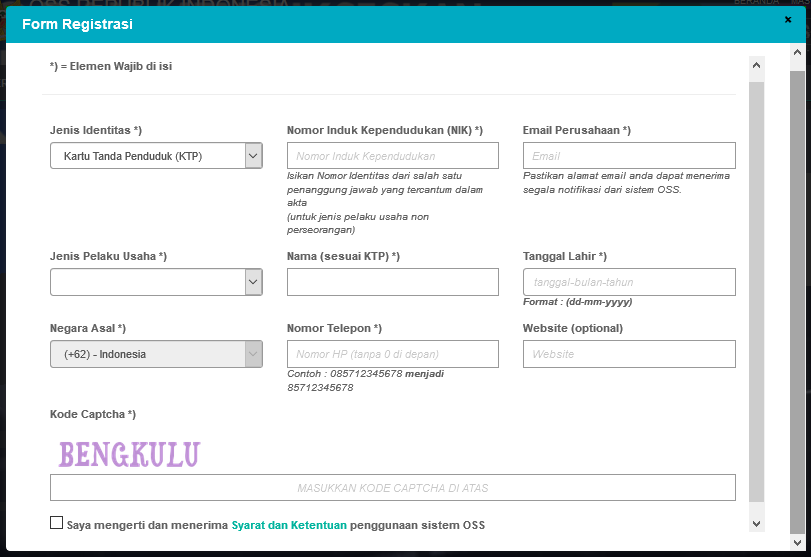 OSS REPUBLIK INDONESIA
BERANDA
Form Registrasi
×
*) = Elemen Wajib di isi
Jenis Identitas *)
Nomor Induk Kependudukan (NIK) *)
Email Perusahaan *)
Kartu Tanda Penduduk (KTP)
Nomor Induk Kependudukan
Email
Isikan Nomor Identitas dari salah satu
penanggung jawab yang tercantum dalam
akta
(untuk jenis pelaku usaha non
perseorangan)
Pastikan alamat email anda dapat menerima
segala notifikasi dari sistem OSS.
Jenis Pelaku Usaha *)
Nama (sesuai KTP) *)
Tanggal Lahir *)
tanggal-bulan-tahun
Format : (dd-mm-yyyy)
Negara Asal *)
Nomor Telepon *)
Website (optional)
(+62) - Indonesia
Nomor HP (tanpa 0 di depan)
Website
Contoh : 085712345678 menjadi
85712345678
Kode Captcha *)
BENGKULU
MASUKKAN KODE CAPTCHA DI ATAS
Saya mengerti dan menerima Syarat dan Ketentuan penggunaan sistem OSS